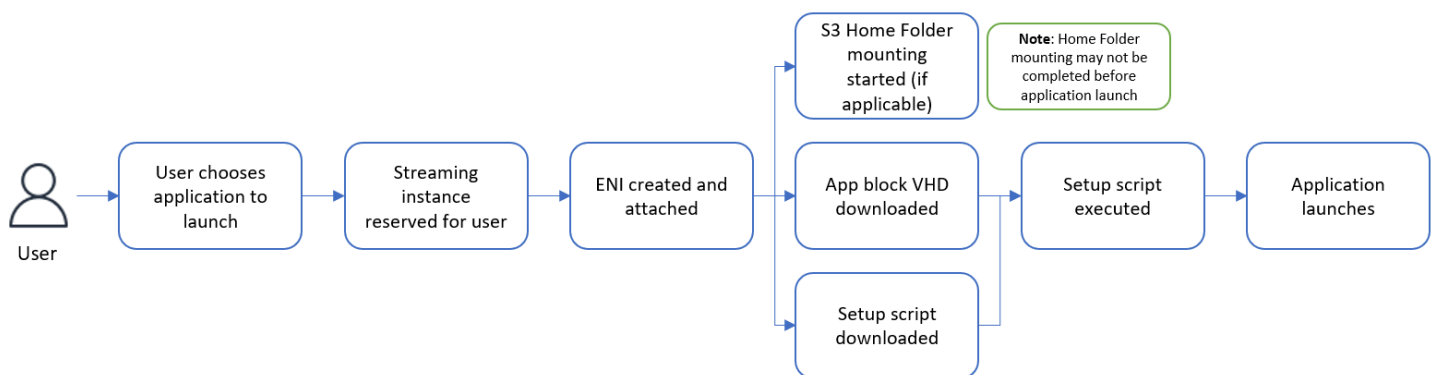 User
User chooses
application to
launch
Streaming
instance
reserved for user
ENI created and
attached
S3 Home Folder
mounting
started (if
applicable)
Note: Home Folder
mounting may not be
completed before
application launch
App block VHD
downloaded
Setup script
downloaded
Setup script
executed
Application
launches